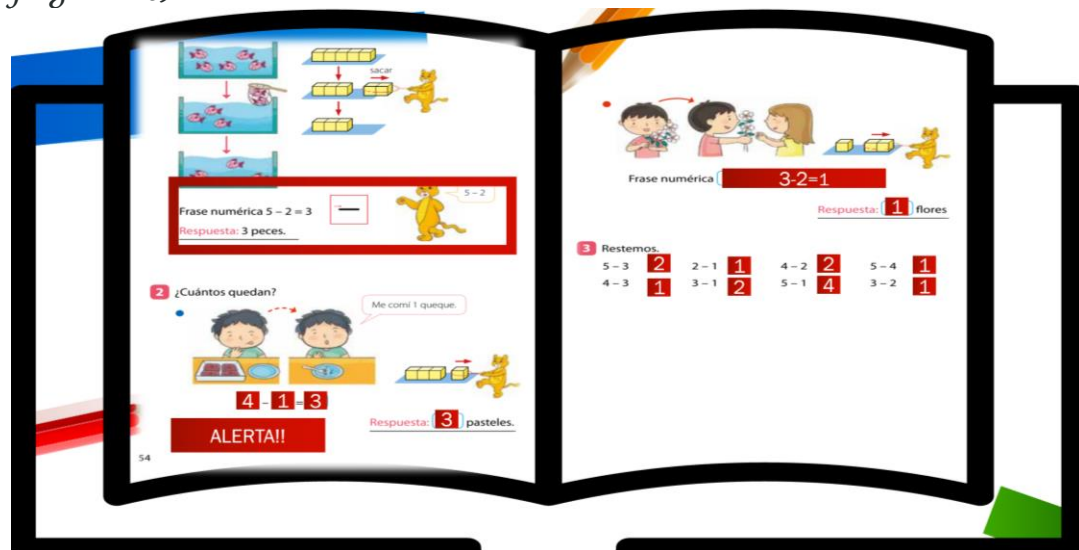 sacar
5 – 2
Frase numérica 5 – 2 = 3
Respuesta: 3 peces.
2 ¿Cuántos quedan?
Me comí 1 queque.
4 - 1 = 3
Respuesta: 3 pasteles.
ALERTA!!
54
Frase numérica 3-2=1
Respuesta: 1 flores
3 Restemos.
5 – 3 2 2 – 1 1 4 – 2 2 5 – 4 1
4 – 3 1 3 – 1 2 5 – 1 4 3 – 2 1